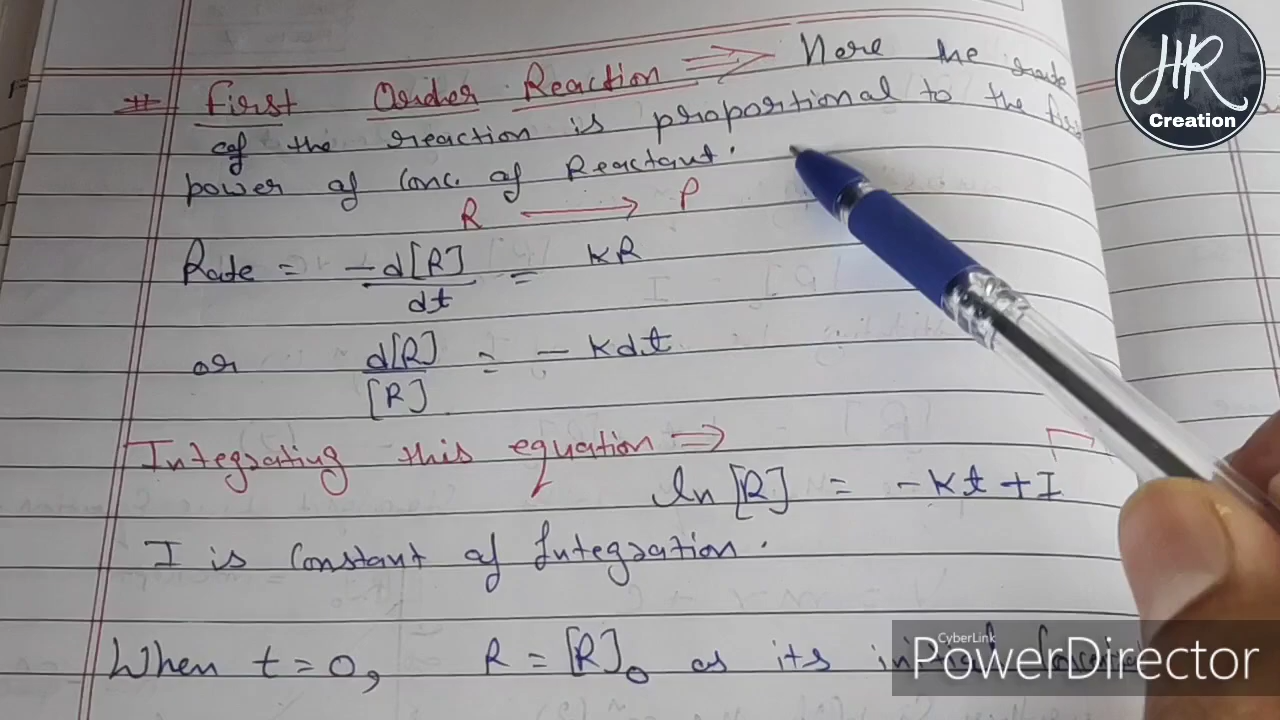 # First Order Reaction ⇒ Here the rate
of the reaction is proportional to the
power of Conc. of Reactant.
R → P
Rate = -d[R]/dt = KR
or d[R]/[R] = - Kdt
Integrating this equation ⇒
ln [R] = -Kt + I
I is Constant of Integration.
When t = 0, R = [R]₀ as its initial
HR
Creation
CyberLink
PowerDirector